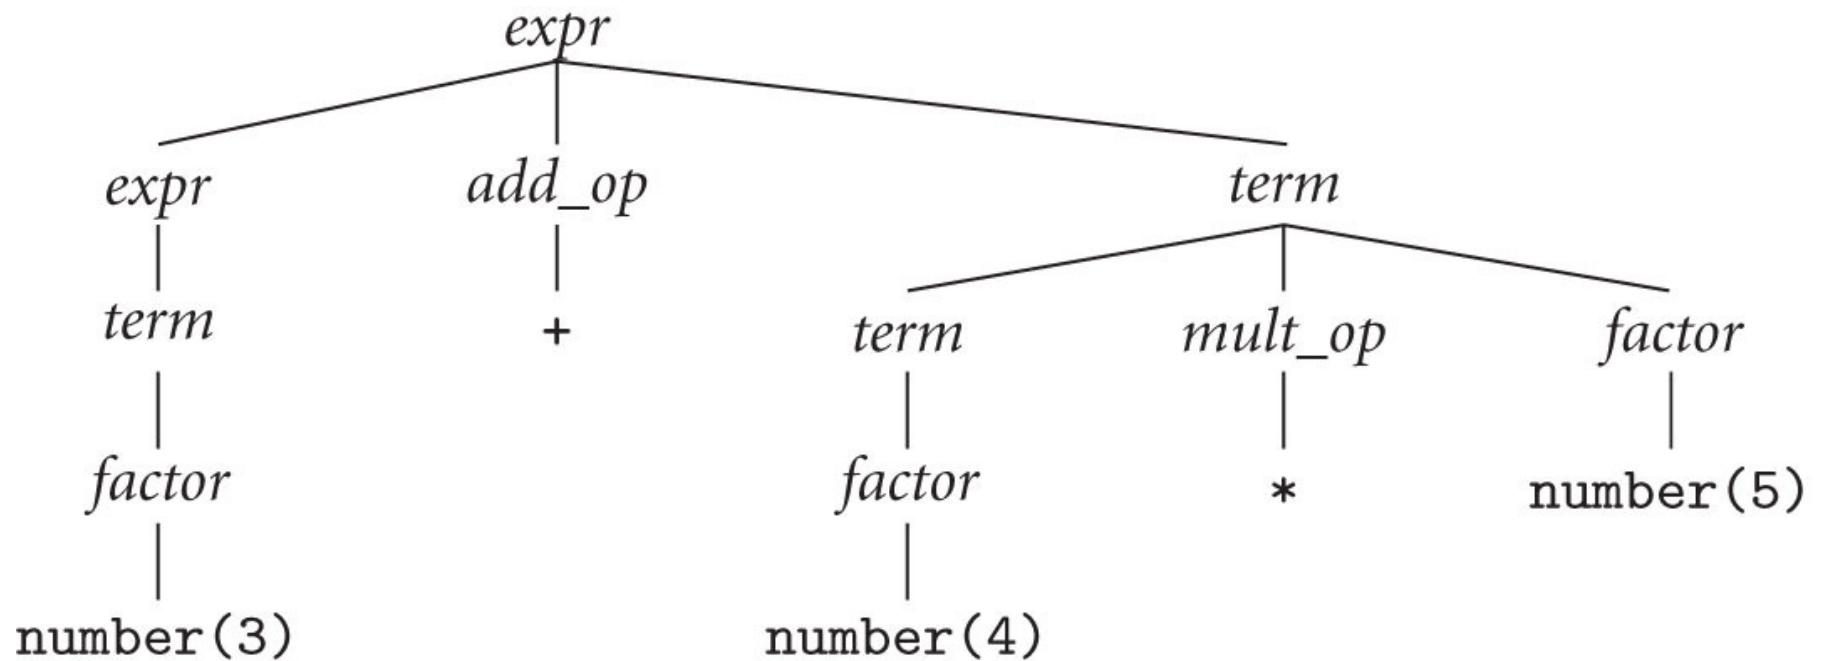 expr
expr add_op term
term + term mult_op factor
factor factor * number(5)
number(3) number(4)